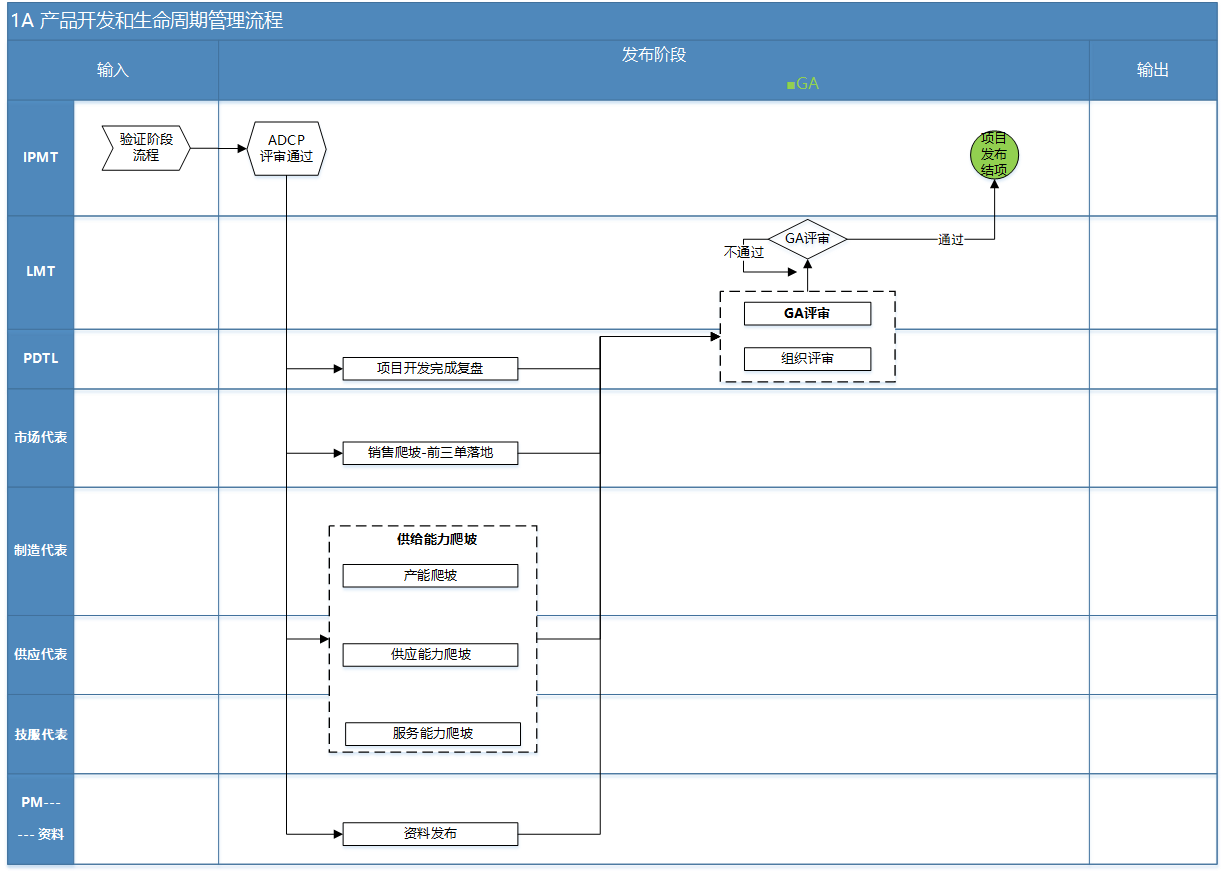 1A 产品开发和生命周期管理流程
输入
发布阶段
■GA
输出
IPMT
验证阶段
流程
ADCP
评审通过
项目
发布
结项
LMT
GA评审
不通过
通过
GA评审
PDTL
组织评审
项目开发完成复盘
市场代表
销售爬坡-前三单落地
制造代表
供给能力爬坡
产能爬坡
供应代表
供应能力爬坡
技服代表
服务能力爬坡
PM---
--- 资料
资料发布